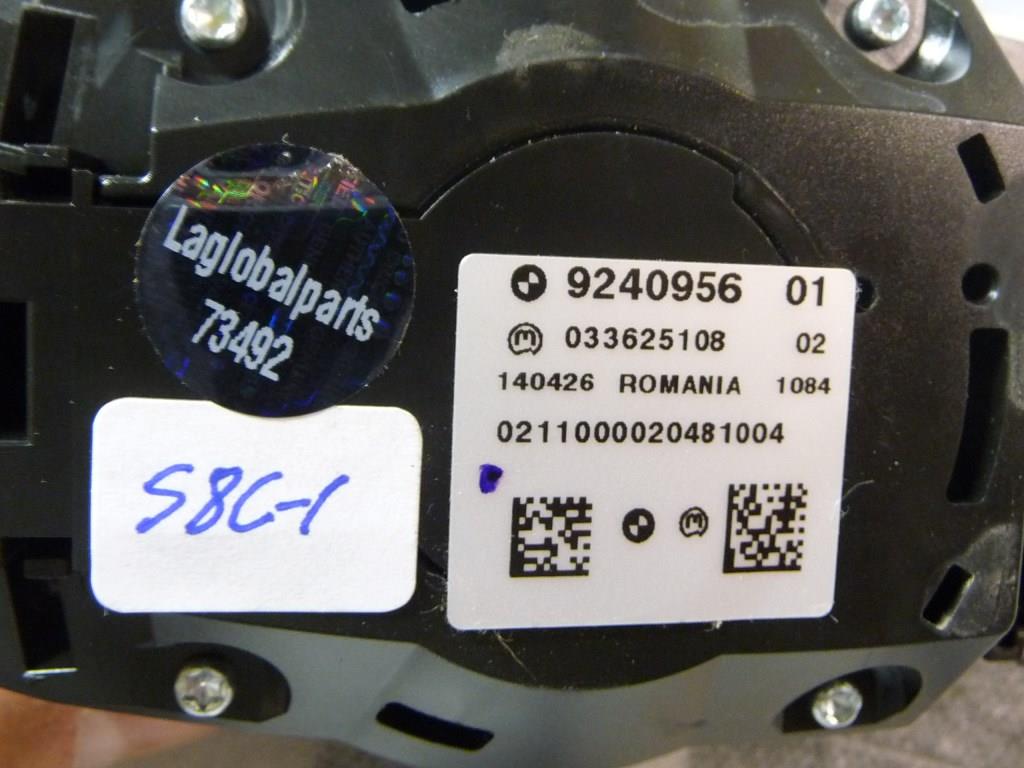 Laglobalparts
73492
S8C-1
9240956 01
033625108 02
140426 ROMANIA 1084
0211000020481004